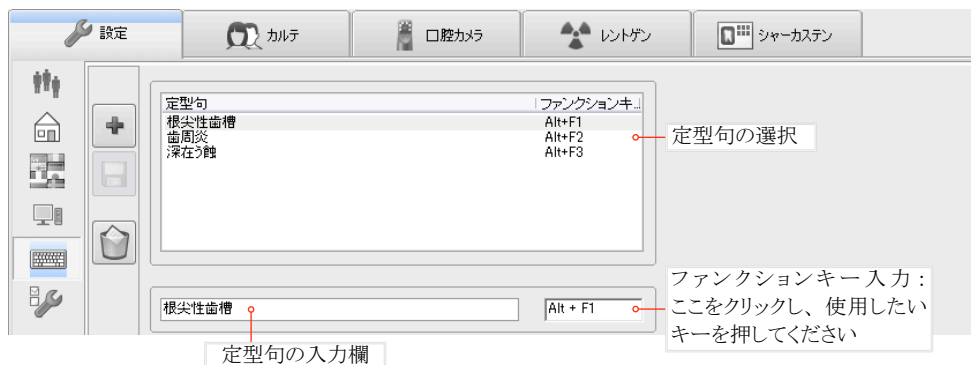 設定
カルテ
口腔カメラ
レントゲン
シャーカステン
定型句
ファンクションキ...
根尖性歯槽
Alt+F1
歯周炎
Alt+F2
深在う蝕
Alt+F3
定型句の選択
根尖性歯槽
Alt + F1
ファンクションキー入力：
ここをクリックし、使用したい
キーを押してください
定型句の入力欄